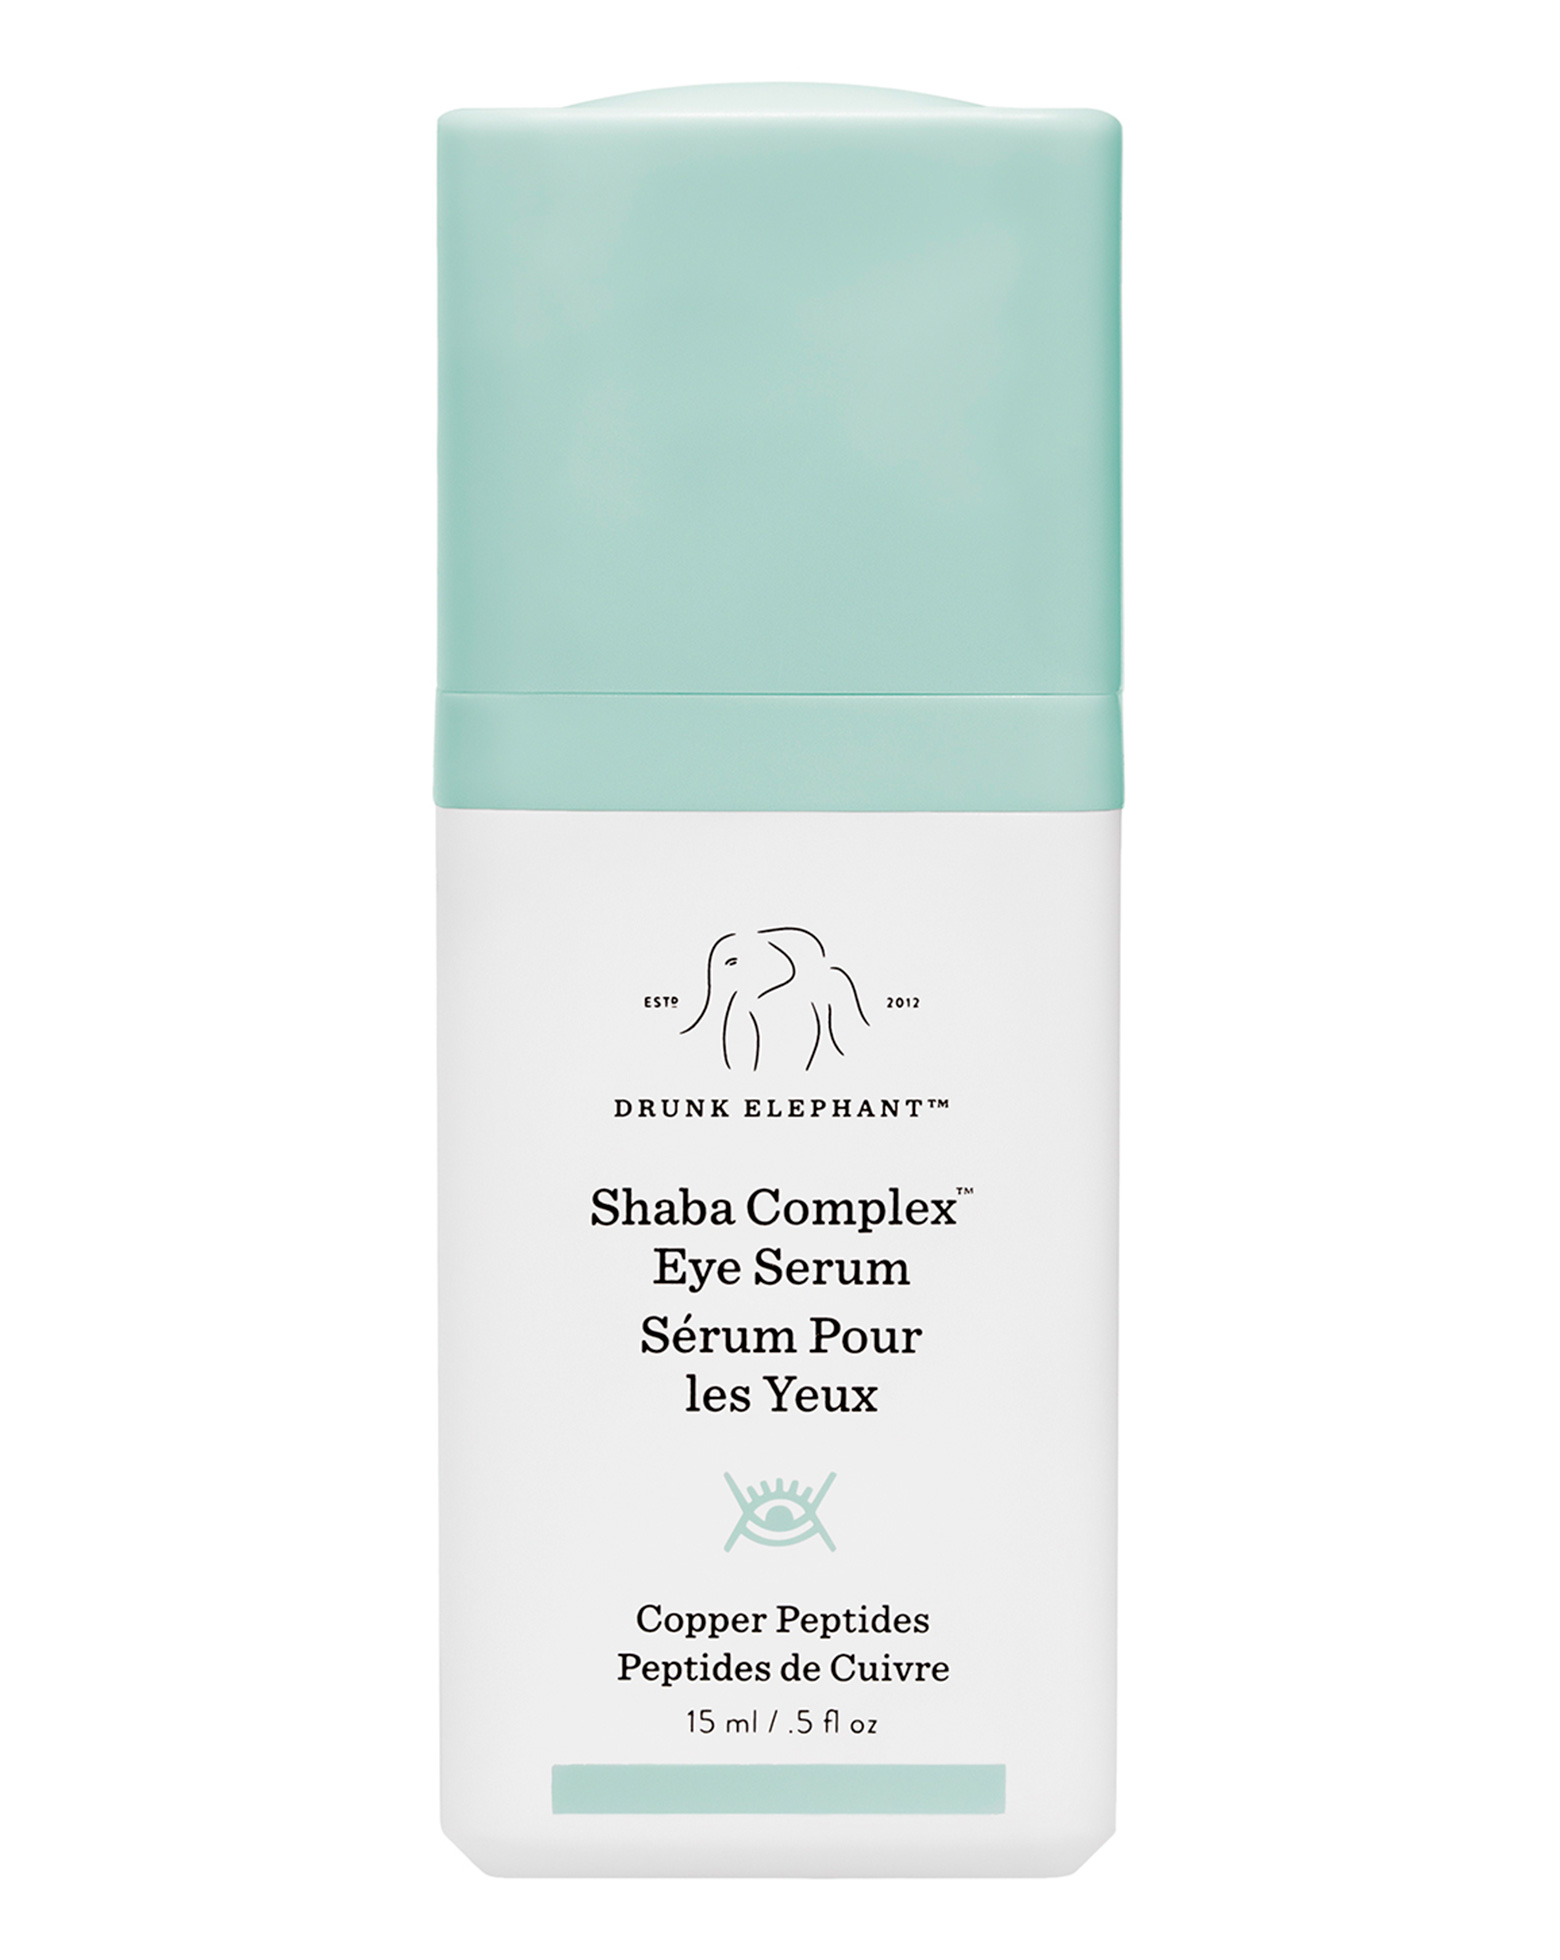 ESTD 2012
DRUNK ELEPHANT™
Shaba Complex™
Eye Serum
Sérum Pour
les Yeux
Copper Peptides
Peptides de Cuivre
15 ml / .5 fl oz